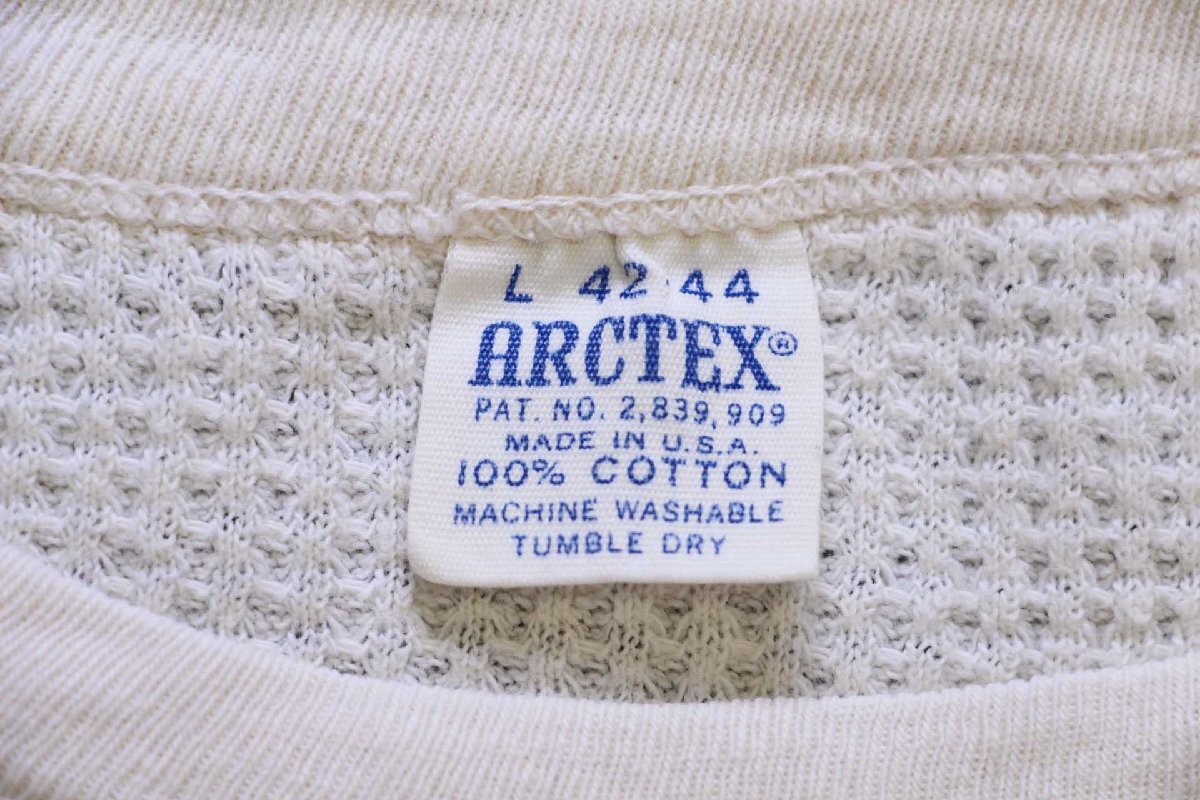 L 42-44
ARCTEX®
PAT. NO. 2,839,909
MADE IN U.S.A.
100% COTTON
MACHINE WASHABLE
TUMBLE DRY